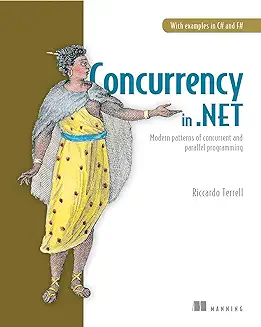 With examples in C# and F#
Concurrency
in .NET
Modern patterns of concurrent and
parallel programming
Riccardo Terrell
MANNING